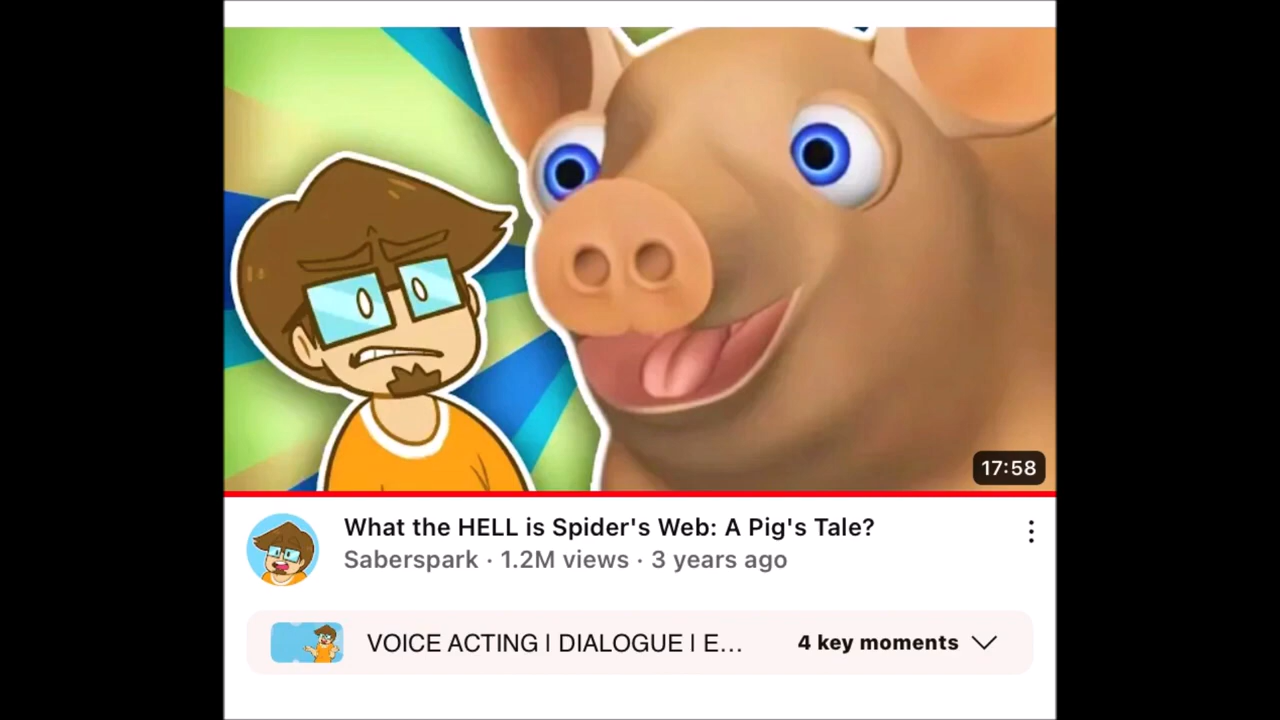 17:58
What the HELL is Spider's Web: A Pig's Tale?
Saberspark · 1.2M views · 3 years ago
VOICE ACTING | DIALOGUE | E... 4 key moments